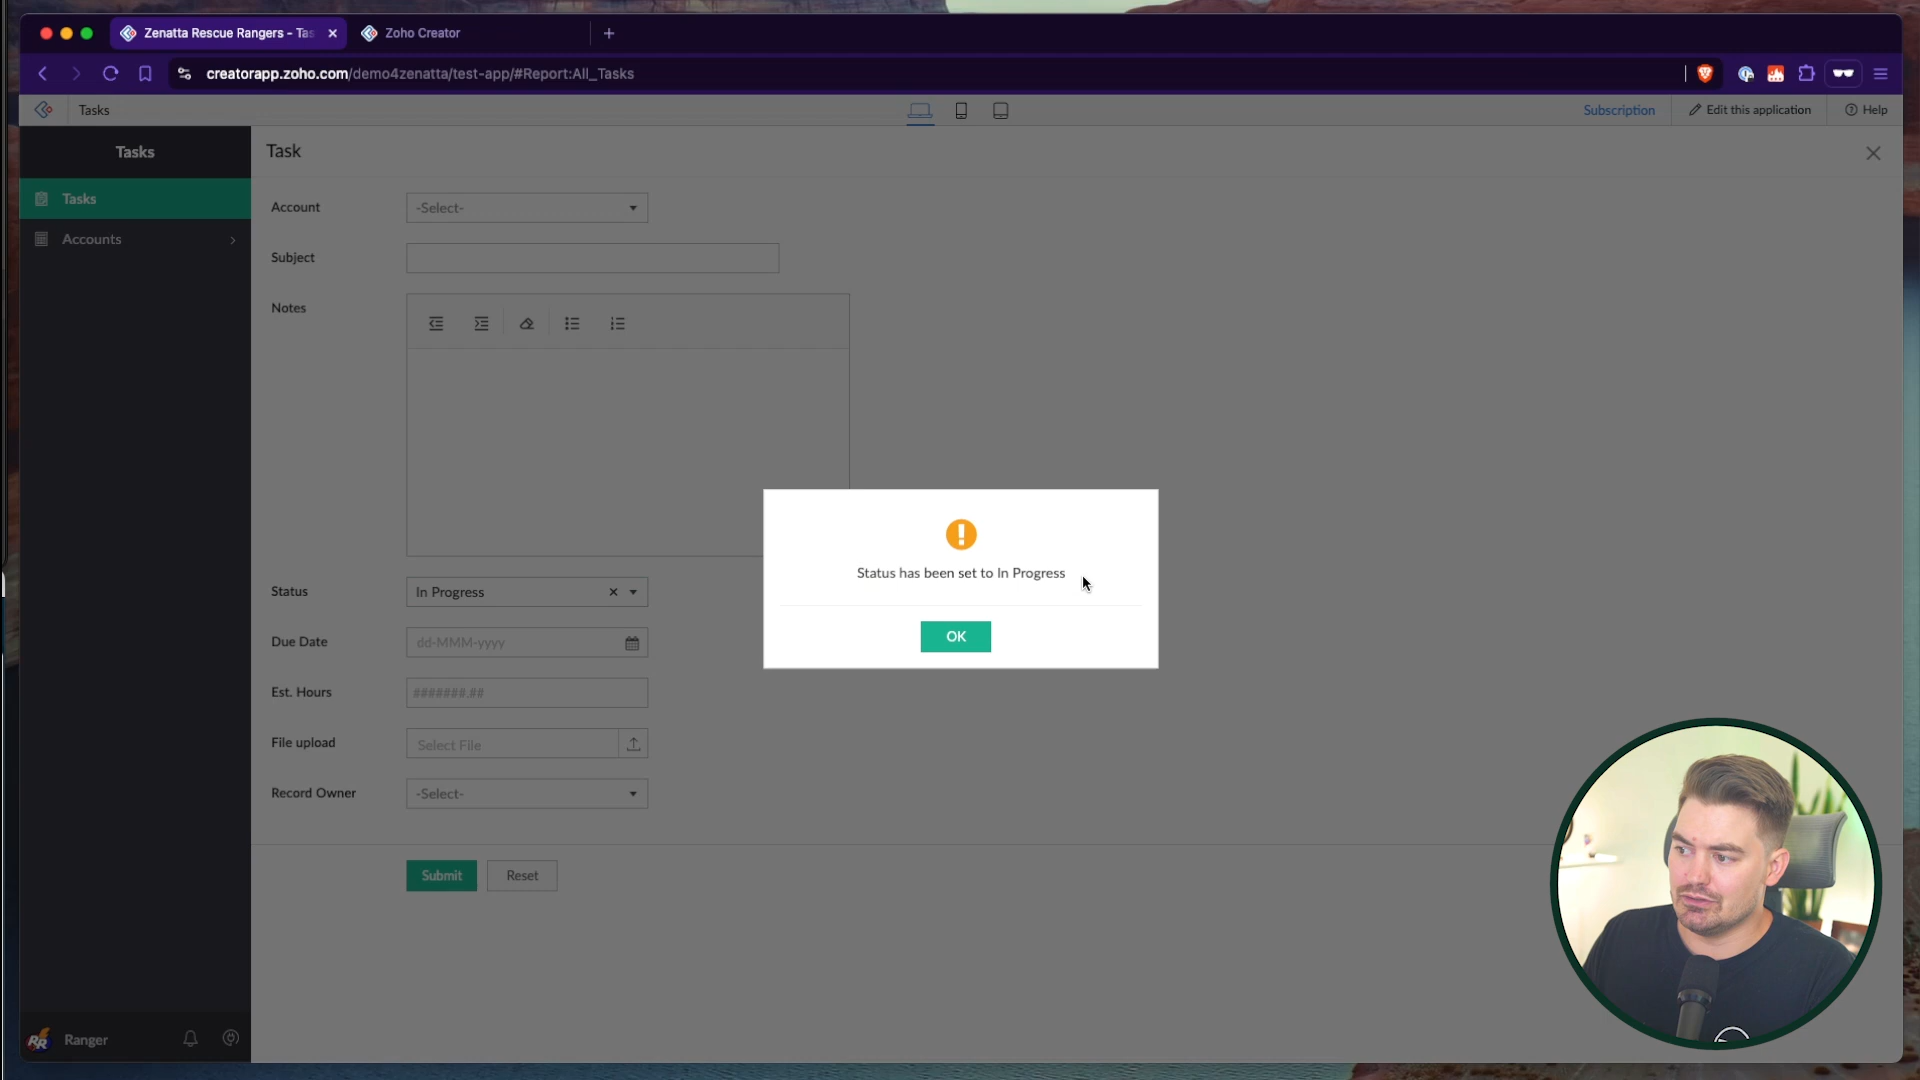 Zenatta Rescue Rangers - Tas
Zoho Creator
creatorapp.zoho.com/demo4zenatta/test-app/#Report:All_Tasks
Tasks
Subscription
Edit this application
Help
Tasks
Task
Tasks
Accounts
Account
-Select-
Subject
Notes
Status has been set to In Progress
OK
Status
In Progress
Due Date
dd-MMM-yyyy
Est. Hours
#######.##
File upload
Select File
Record Owner
-Select-
Submit
Reset
RR
Ranger